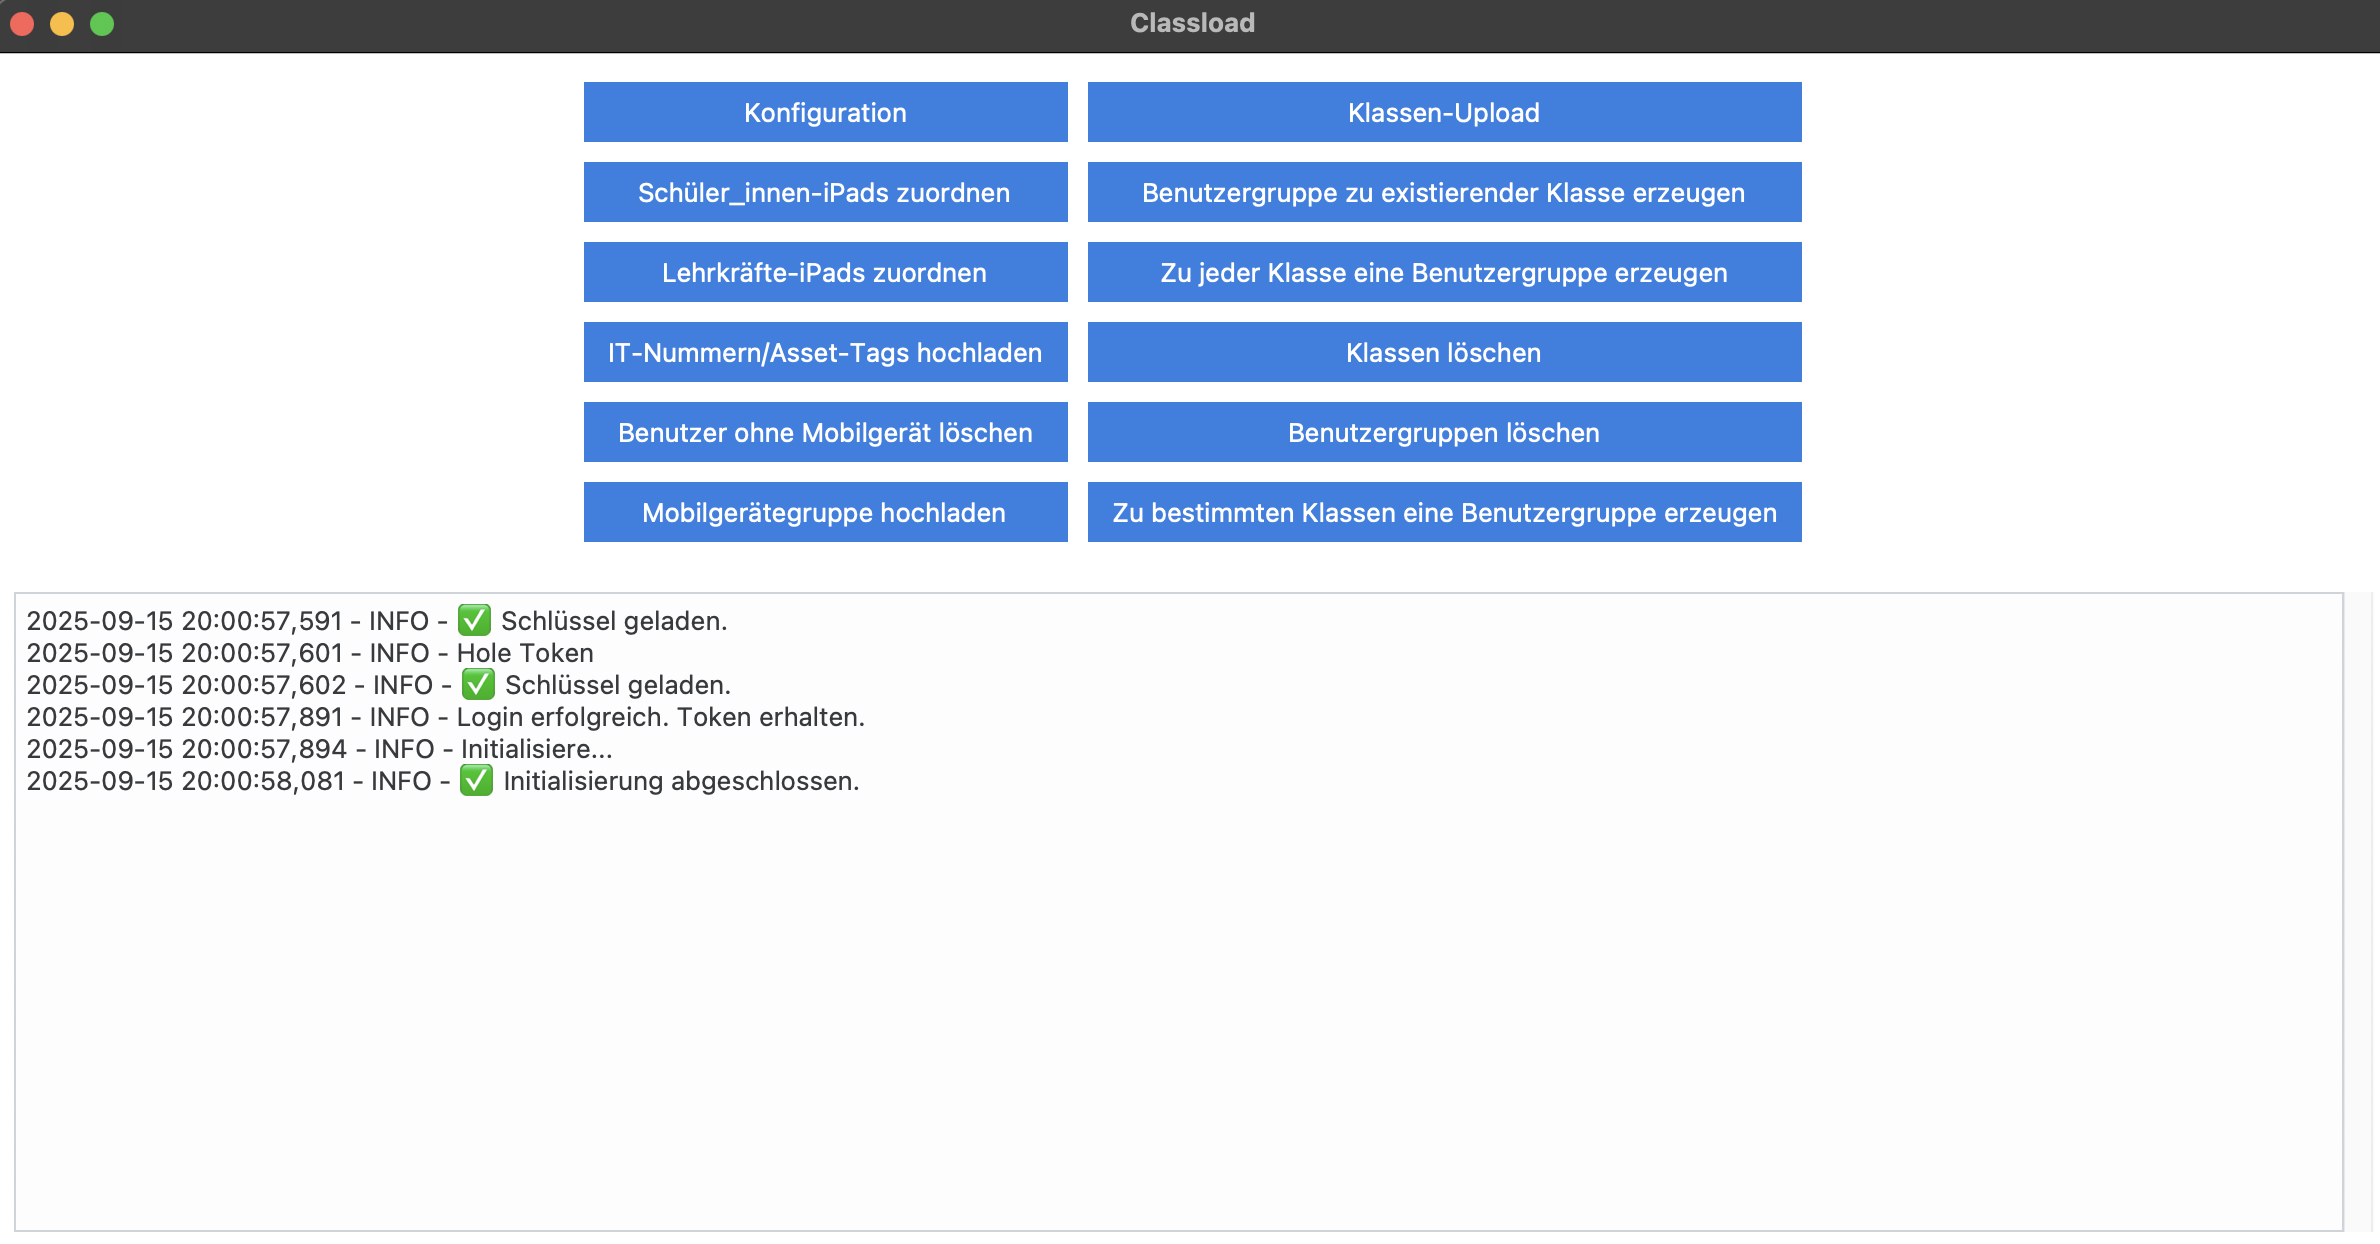 Classload
Konfiguration
Klassen-Upload
Schüler_innen-iPads zuordnen
Benutzergruppe zu existierender Klasse erzeugen
Lehrkräfte-iPads zuordnen
Zu jeder Klasse eine Benutzergruppe erzeugen
IT-Nummern/Asset-Tags hochladen
Klassen löschen
Benutzer ohne Mobilgerät löschen
Benutzergruppen löschen
Mobilgerätegruppe hochladen
Zu bestimmten Klassen eine Benutzergruppe erzeugen
2025-09-15 20:00:57,591 - INFO - ✅ Schlüssel geladen.
2025-09-15 20:00:57,601 - INFO - Hole Token
2025-09-15 20:00:57,602 - INFO - ✅ Schlüssel geladen.
2025-09-15 20:00:57,891 - INFO - Login erfolgreich. Token erhalten.
2025-09-15 20:00:57,894 - INFO - Initialisiere...
2025-09-15 20:00:58,081 - INFO - ✅ Initialisierung abgeschlossen.